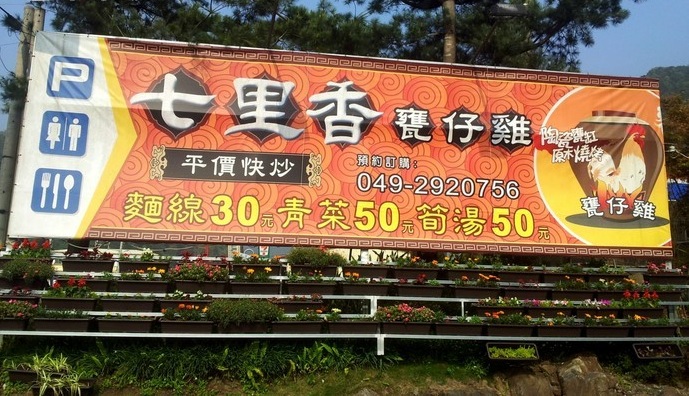 P
七里香甕仔雞
平價快炒
預約訂購:
049-2920756
麵線30元青菜50元筍湯50元
陶瓷甕缸
原木燒烤
甕仔雞